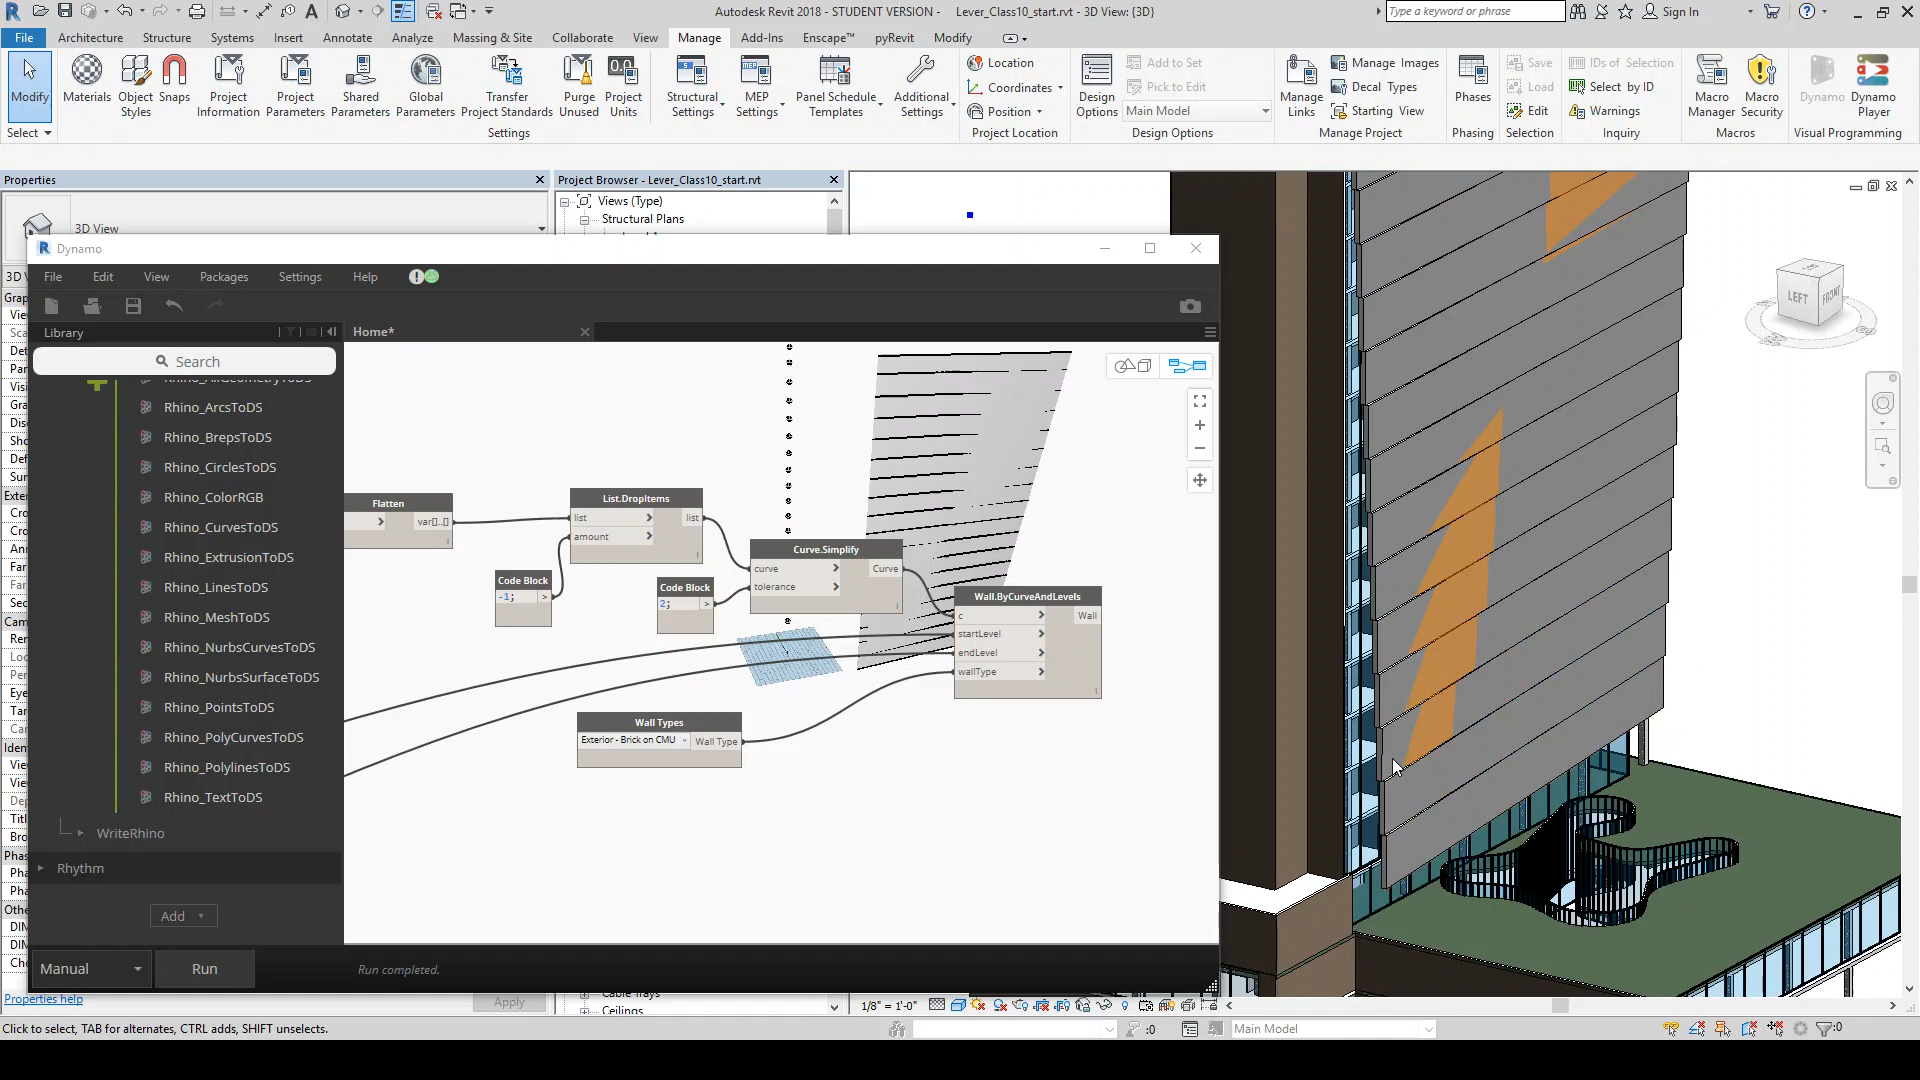 Autodesk Revit 2018 - STUDENT VERSION - Lever_Class10_start.rvt - 3D View: {3D}
Type a keyword or phrase
Sign In
File Architecture Structure Systems Insert Annotate Analyze Massing & Site Collaborate View Manage Add-Ins Enscape™ pyRevit Modify
Modify
Materials
Object Styles
Snaps
Project Information
Project Parameters
Shared Parameters
Global Parameters
Transfer Project Standards
Purge Unused
Project Units
Structural Settings
MEP Settings
Panel Schedule Templates
Additional Settings
Location
Coordinates
Position
Design Options
Add to Set
Pick to Edit
Main Model
Manage Links
Manage Images
Decal Types
Starting View
Phases
Save
Load
Edit
IDs of Selection
Select by ID
Warnings
Macro Manager
Macro Security
Dynamo
Dynamo Player
Select
Settings
Project Location
Design Options
Manage Project
Phasing
Selection
Inquiry
Macros
Visual Programming
Properties
Project Browser - Lever_Class10_start.rvt
Views (Type)
Structural Plans
3D View
LEFT
FRONT
Dynamo
File Edit View Packages Settings Help
Library
Home*
Search
Rhino_ArcsToDS
Rhino_BrepsToDS
Rhino_CirclesToDS
Rhino_ColorRGB
Rhino_CurvesToDS
Rhino_ExtrusionToDS
Rhino_LinesToDS
Rhino_MeshToDS
Rhino_NurbsCurvesToDS
Rhino_NurbsSurfaceToDS
Rhino_PointsToDS
Rhino_PolyCurvesToDS
Rhino_PolylinesToDS
Rhino_TextToDS
WriteRhino
Rhythm
Add
Manual
Run
Run completed.
Flatten
> var[]..[]
List.DropItems
list > list
amount >
Code Block
-1; >
Code Block
2; >
Curve.Simplify
curve > Curve
tolerance >
Wall.ByCurveAndLevels
c > Wall
startLevel >
endLevel >
wallType >
Wall Types
Exterior - Brick on CMU
Wall Type
Properties help
Apply
Cable Trays
Ceilings
1/8" = 1'-0"
Click to select, TAB for alternates, CTRL adds, SHIFT unselects.
:0
Main Model
:0